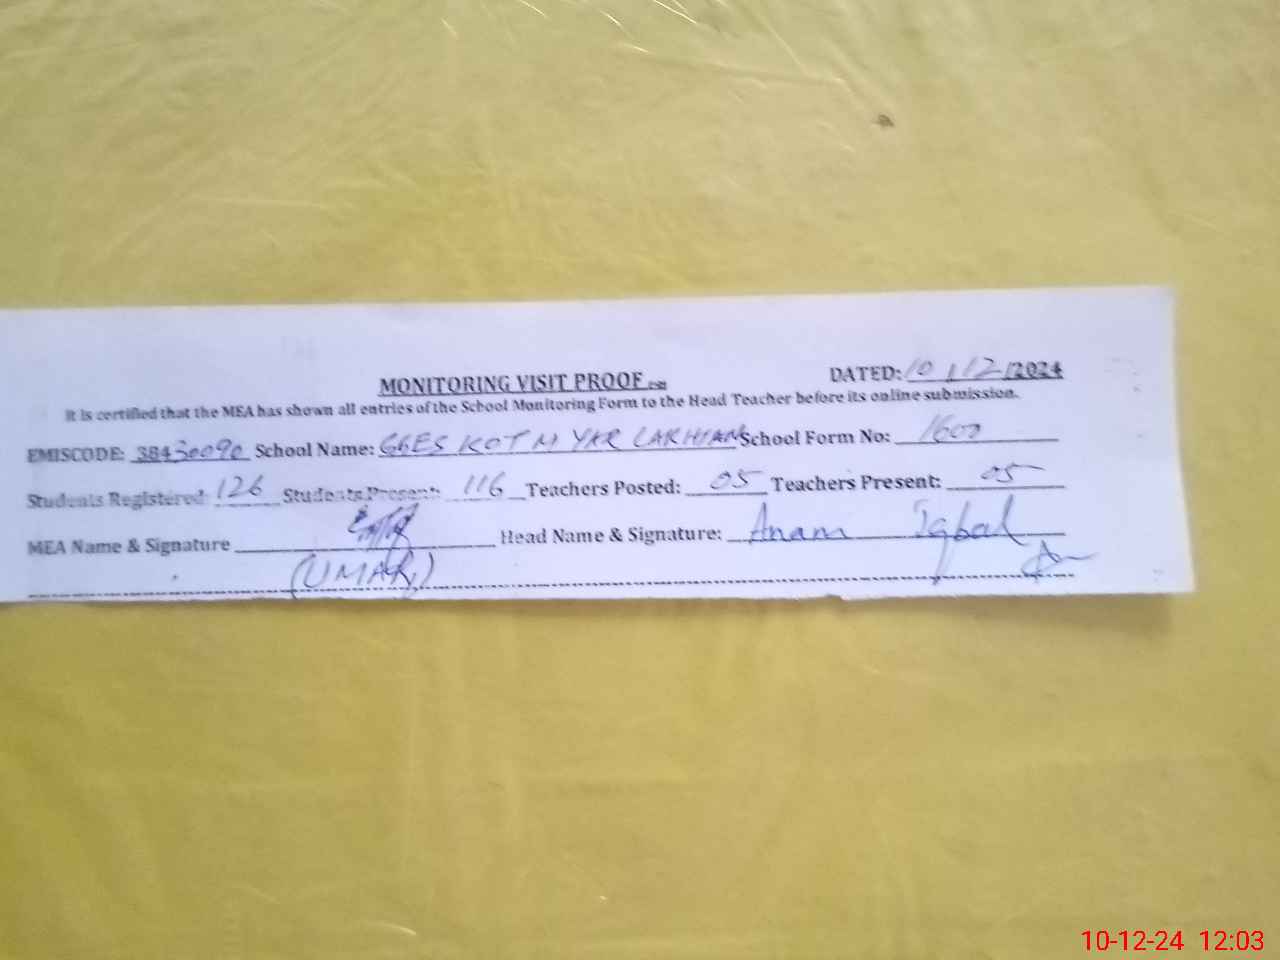 MONITORING VISIT PROOF DATED: 10/12/2024
It is certified that the MEA has shown all entries of the School Monitoring Form to the Head Teacher before its online submission.
EMISCODE: 38430090 School Name: GGES KOT M YAR LAKHIAN School Form No: 1600
Students Registered: 126 Students Present: 116 Teachers Posted: 05 Teachers Present: 05
MEA Name & Signature Head Name & Signature: Anam Iqbal
(UMAR)
10-12-24 12:03